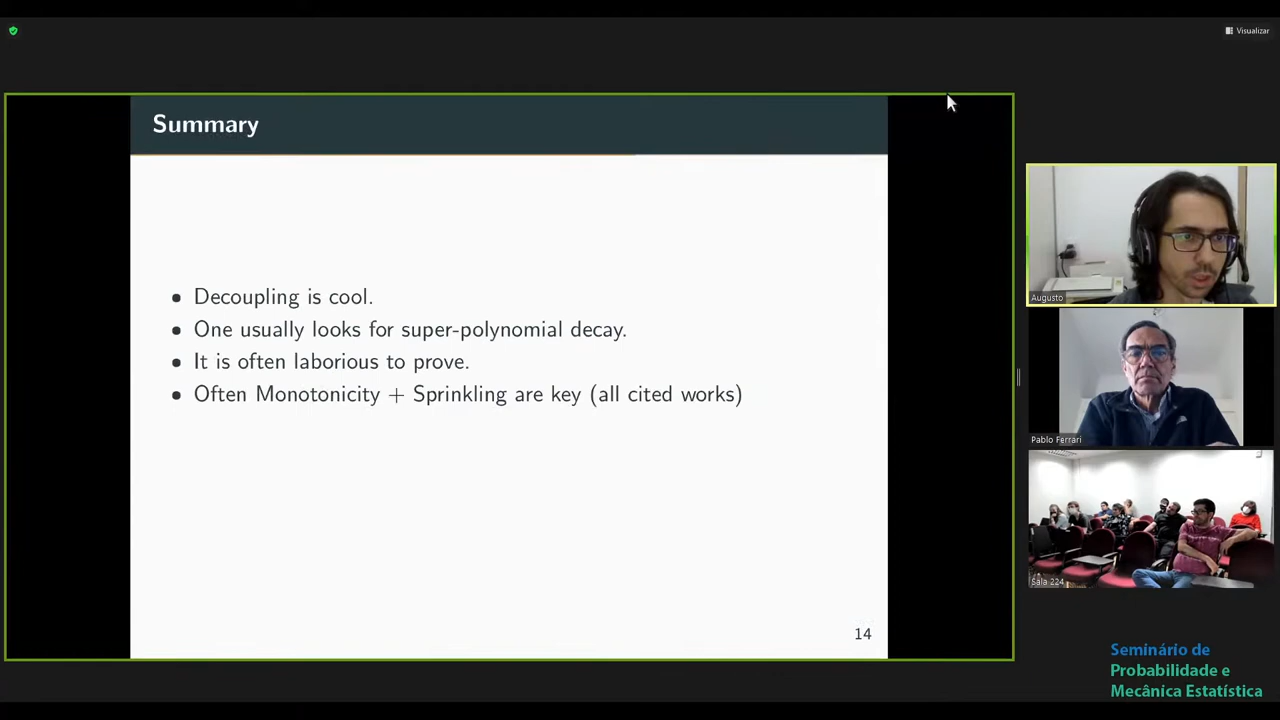 Visualizar
Summary
• Decoupling is cool.
• One usually looks for super-polynomial decay.
• It is often laborious to prove.
• Often Monotonicity + Sprinkling are key (all cited works)
14
Augusto
Pablo Ferrari
Sala 224
Seminário de
Probabilidade e
Mecânica Estatística